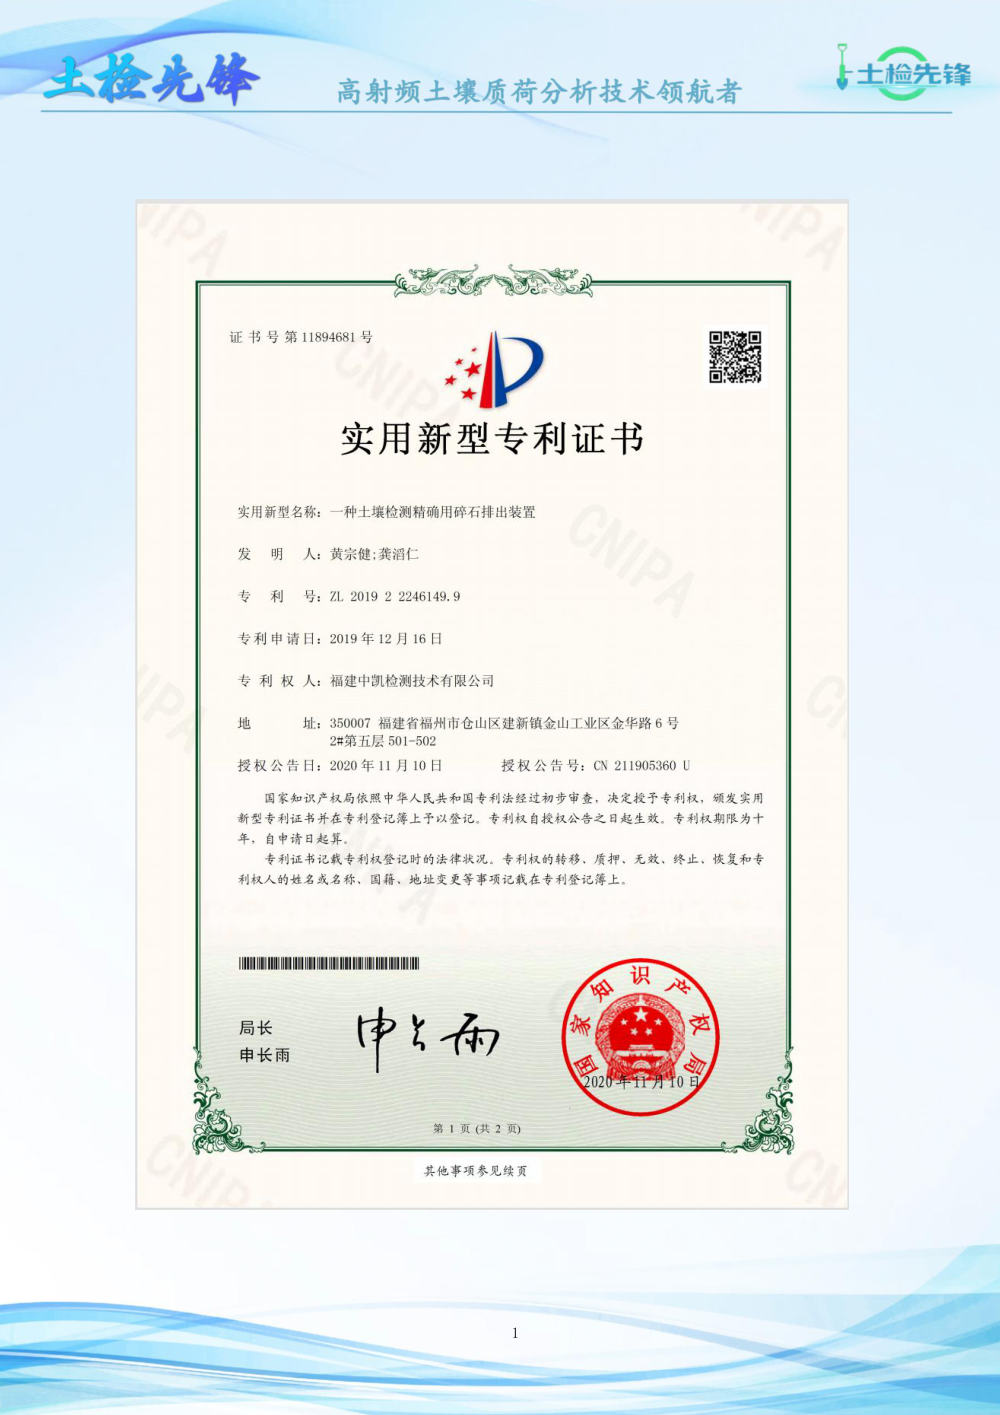 土检先锋
高射频土壤质荷分析技术领航者
土检先锋
证书号第11894681号
实用新型专利证书
实用新型名称：一种土壤检测精确用碎石排出装置
发明人：黄宗健;龚滔仁
专利号：ZL 2019 2 2246149.9
专利申请日：2019年12月16日
专利权人：福建中凯检测技术有限公司
地址：350007 福建省福州市仓山区建新镇金山工业区金华路6号
2#第五层501-502
授权公告日：2020年11月10日 授权公告号：CN 211905360 U
国家知识产权局依照中华人民共和国专利法经过初步审查，决定授予专利权，颁发实用
新型专利证书并在专利登记簿上予以登记。专利权自授权公告之日起生效。专利权期限为十
年，自申请日起算。
专利证书记载专利权登记时的法律状况。专利权的转移、质押、无效、终止、恢复和专
利权人的姓名或名称、国籍、地址变更等事项记载在专利登记簿上。
局长
申长雨
申长雨
国家知识产权局
2020年11月10日
第 1 页 (共 2 页)
其他事项参见续页
CNIPA
1